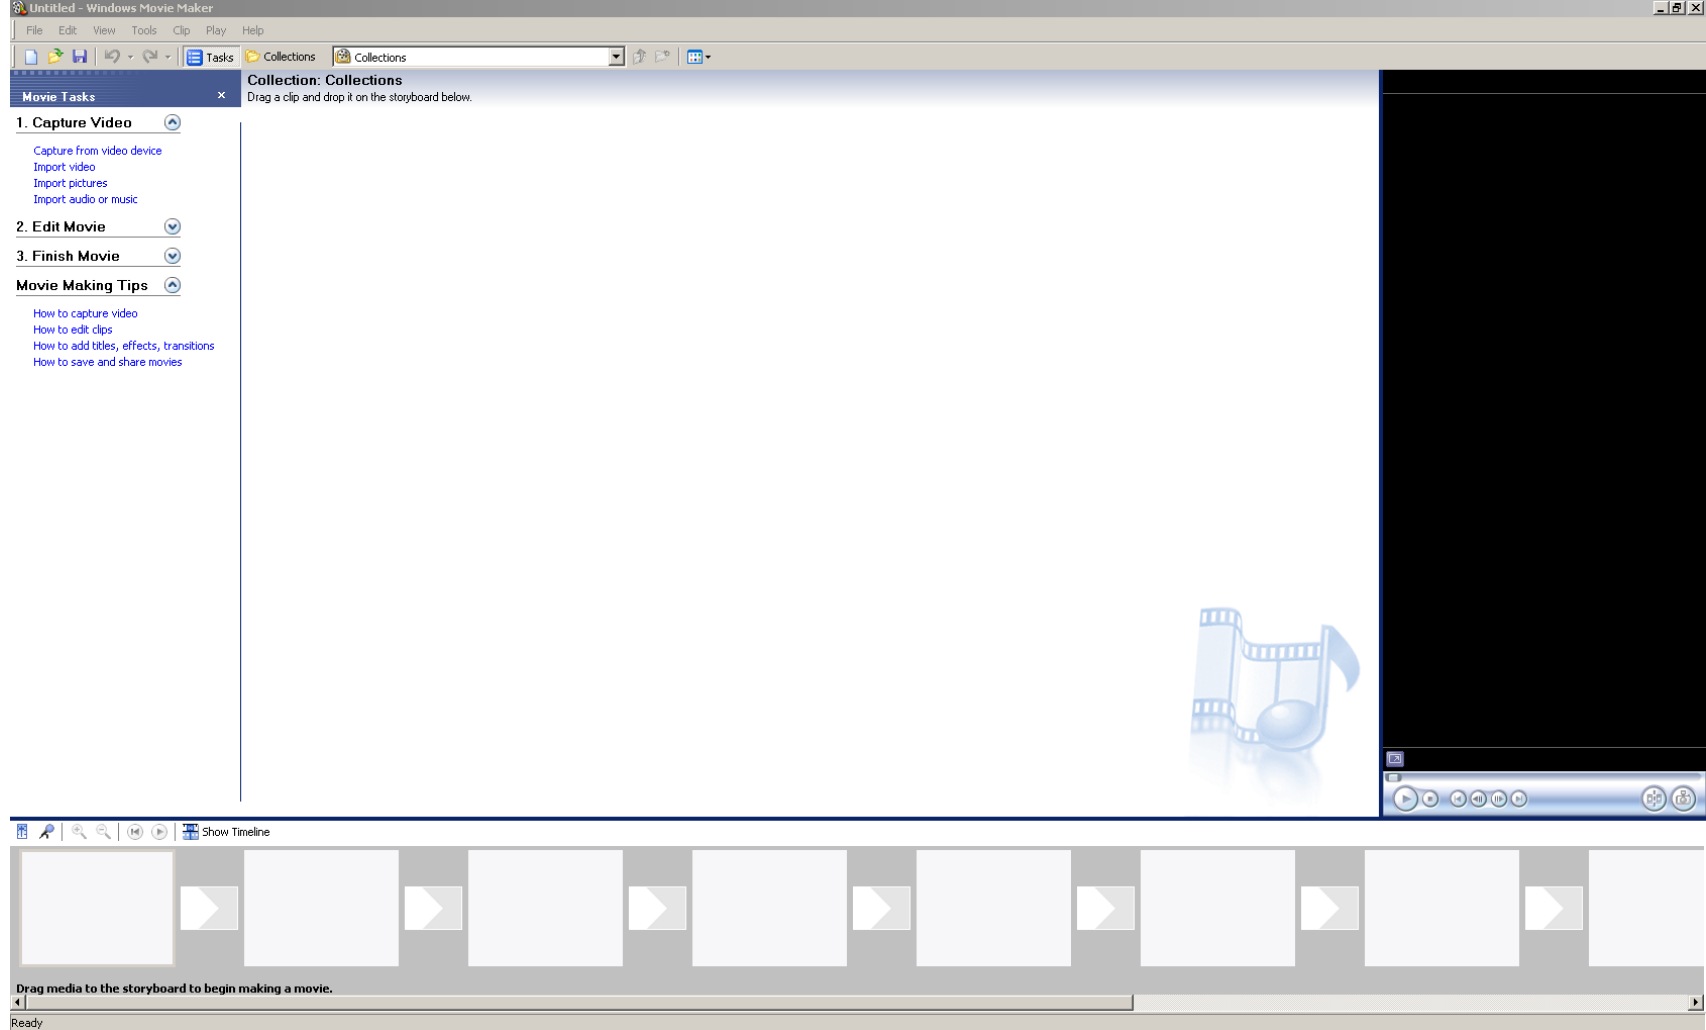 Untitled - Windows Movie Maker
File Edit View Tools Clip Play Help
Tasks Collections Collections
Movie Tasks
Collection: Collections
Drag a clip and drop it on the storyboard below.
1. Capture Video
Capture from video device
Import video
Import pictures
Import audio or music
2. Edit Movie
3. Finish Movie
Movie Making Tips
How to capture video
How to edit clips
How to add titles, effects, transitions
How to save and share movies
Show Timeline
Drag media to the storyboard to begin making a movie.
Ready